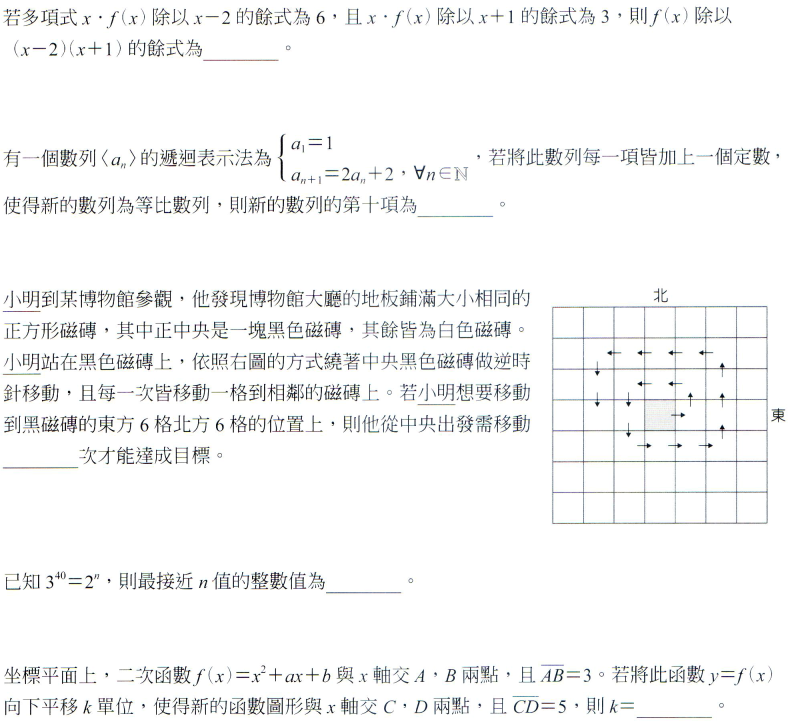 若多項式 x·f(x) 除以 x−2 的餘式為 6,且 x·f(x) 除以 x+1 的餘式為 3,則 f(x) 除以
(x−2)(x+1) 的餘式為________。
有一個數列⟨aₙ⟩的遞迴表示法為 { a₁=1
aₙ₊₁=2aₙ+2,∀n∈ℕ ,若將此數列每一項皆加上一個定數,
使得新的數列為等比數列,則新的數列的第十項為________。
小明到某博物館參觀,他發現博物館大廳的地板鋪滿大小相同的
正方形磁磚,其中正中央是一塊黑色磁磚,其餘皆為白色磁磚。
小明站在黑色磁磚上,依照右圖的方式繞著中央黑色磁磚做逆時
針移動,且每一次皆移動一格到相鄰的磁磚上。若小明想要移動
到黑磁磚的東方 6 格北方 6 格的位置上,則他從中央出發需移動
________次才能達成目標。
北
東
已知 3⁴⁰=2ⁿ,則最接近 n 值的整數值為________。
坐標平面上,二次函數 f(x)=x²+ax+b 與 x 軸交 A,B 兩點,且 A̅B̅=3。若將此函數 y=f(x)
向下平移 k 單位,使得新的函數圖形與 x 軸交 C,D 兩點,且 C̅D̅=5,則 k=________。